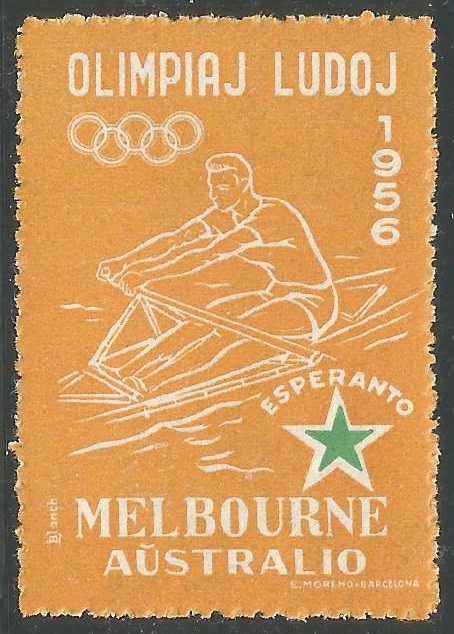 OLIMPIAJ LUDOJ
1956
ESPERANTO
Blanch
MELBOURNE
AŬSTRALIO
E. MORENO-BARCELONA